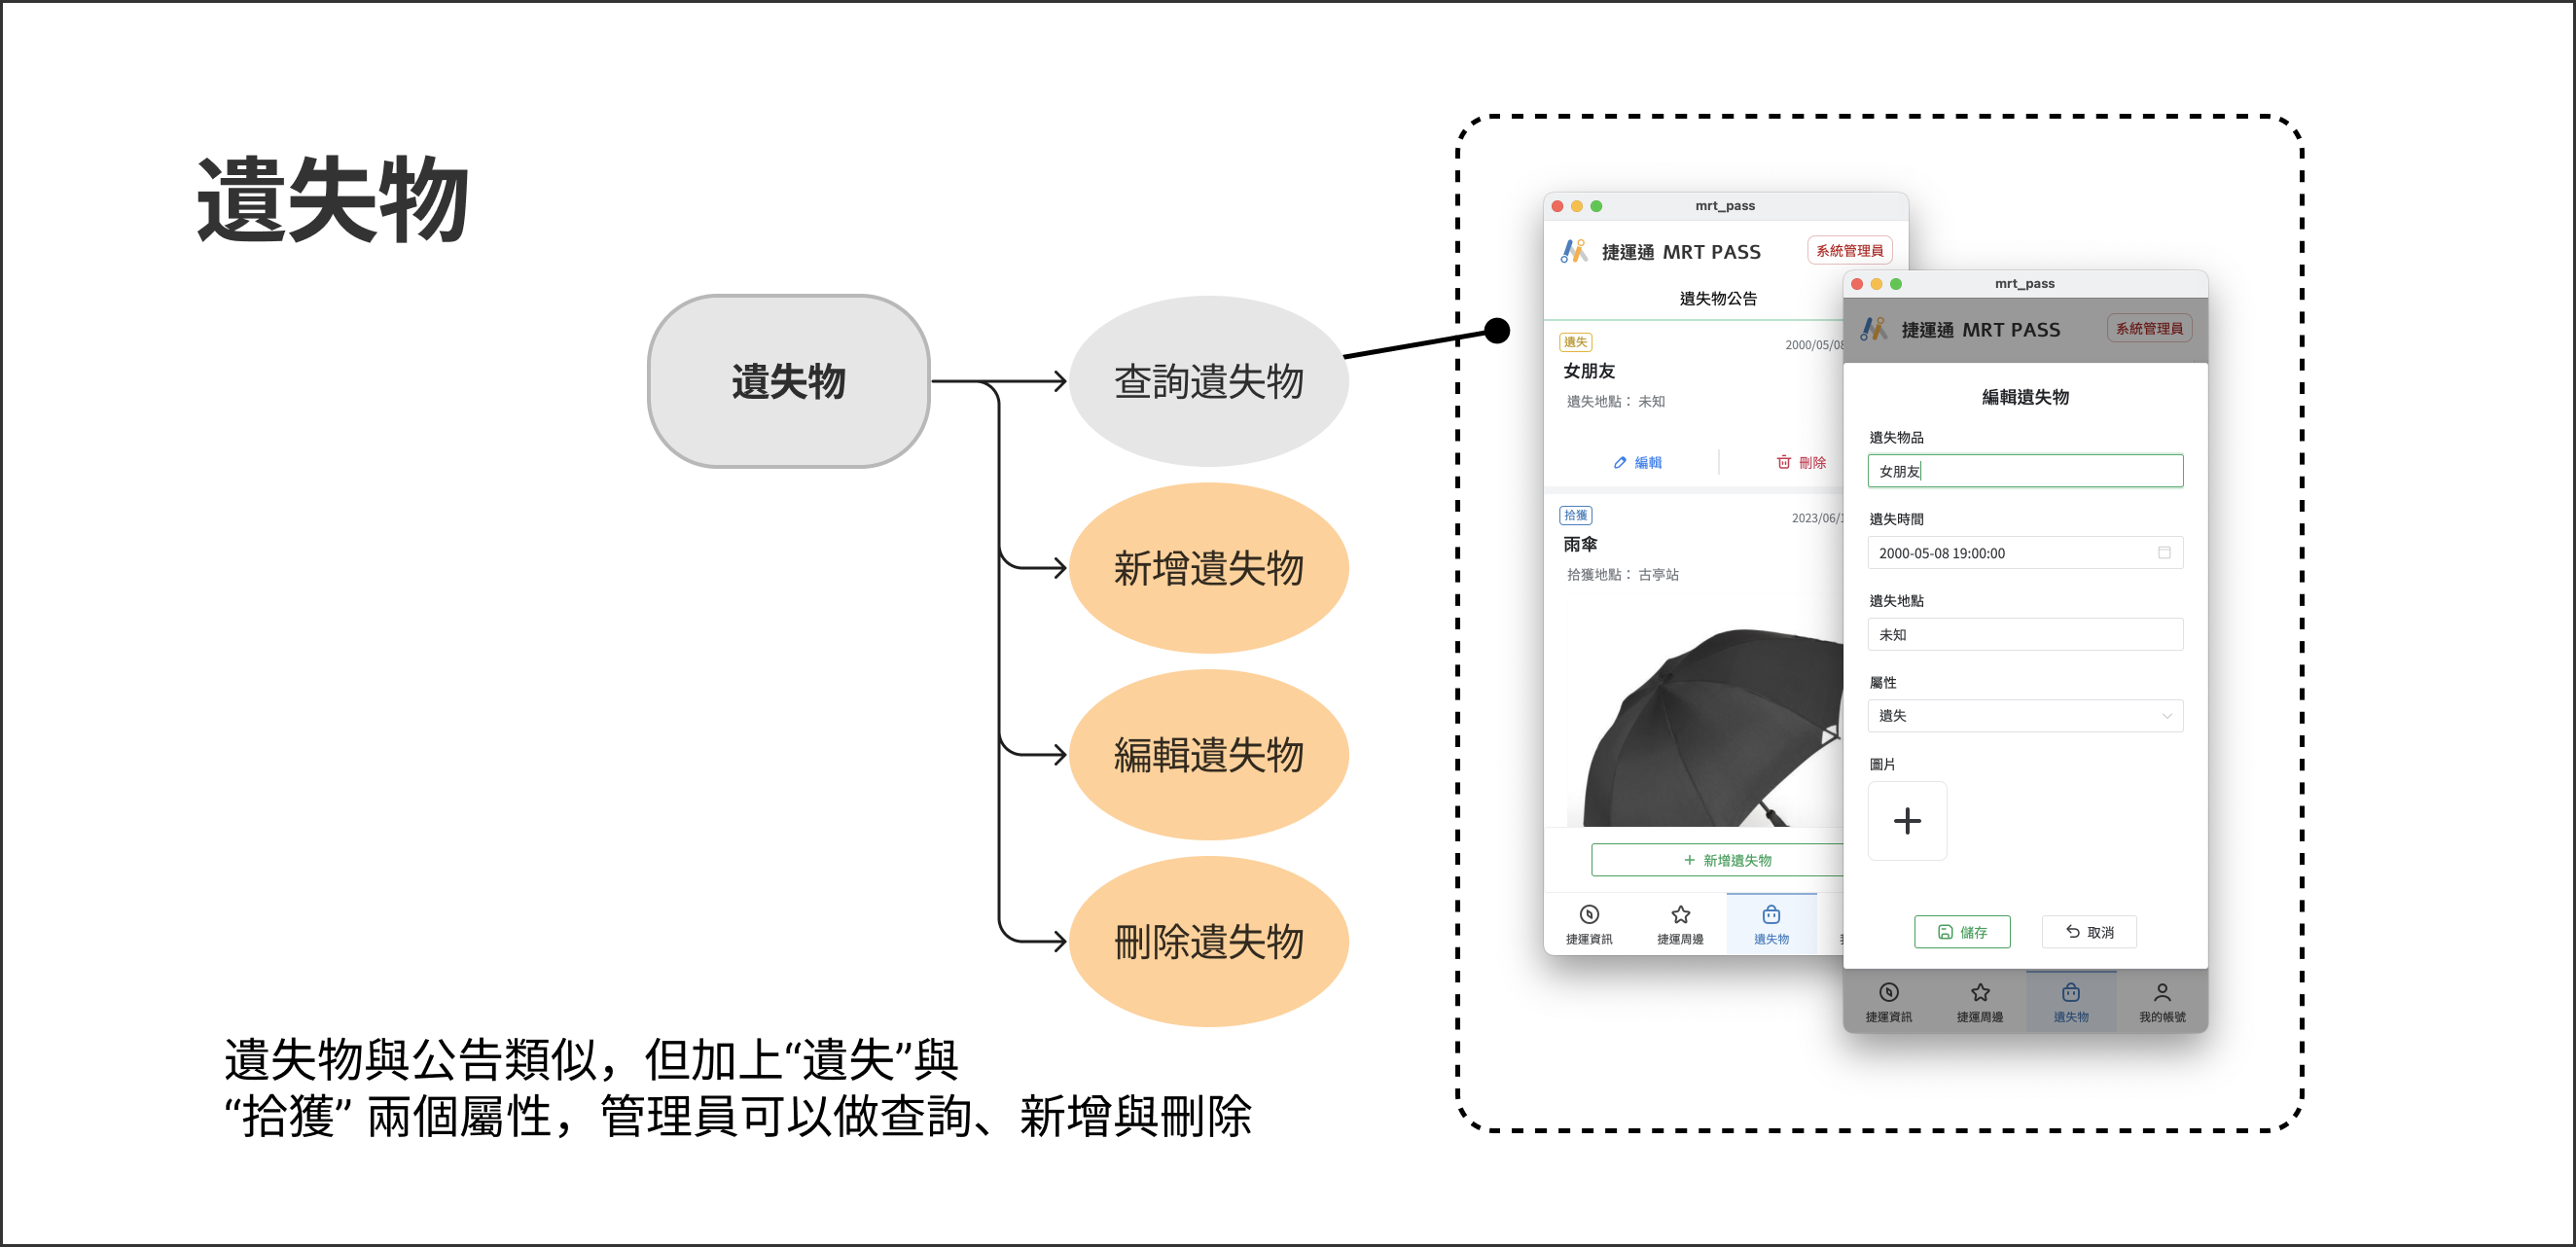 遺失物
遺失物
查詢遺失物
新增遺失物
編輯遺失物
刪除遺失物
遺失物與公告類似，但加上“遺失”與
“拾獲” 兩個屬性，管理員可以做查詢、新增與刪除
mrt_pass
捷運通 MRT PASS
系統管理員
遺失物公告
遺失
2000/05/08
女朋友
遺失地點： 未知
編輯
刪除
拾獲
2023/06/
雨傘
拾獲地點： 古亭站
新增遺失物
捷運資訊
捷運周邊
遺失物
mrt_pass
捷運通 MRT PASS
系統管理員
編輯遺失物
遺失物品
女朋友
遺失時間
2000-05-08 19:00:00
遺失地點
未知
屬性
遺失
圖片
儲存
取消
捷運資訊
捷運周邊
遺失物
我的帳號